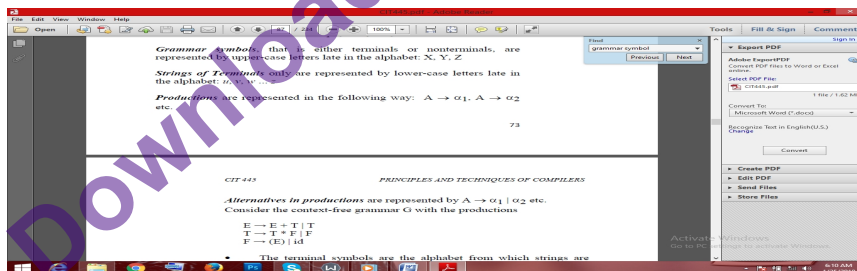 CIT445.pdf - Adobe Reader
File Edit View Window Help
Open
87 / 204
100%
Tools Fill & Sign Comment
Sign In
Find
grammar symbol
Previous Next
Export PDF
Adobe ExportPDF
Convert PDF files to Word or Excel online.
Select PDF File:
CIT445.pdf
1 file / 1.62 MB
Convert To:
Microsoft Word (*.docx)
Recognize Text in English(U.S.)
Change
Convert
Create PDF
Edit PDF
Send Files
Store Files
Grammar symbols, that is either terminals or nonterminals, are
represented by upper-case letters late in the alphabet: X, Y, Z
Strings of Terminals only are represented by lower-case letters late in
the alphabet: u, v, w ... z
Productions are represented in the following way: A → α1, A → α2
etc.
73
CIT 445 PRINCIPLES AND TECHNIQUES OF COMPILERS
Alternatives in productions are represented by A → α1 | α2 etc.
Consider the context-free grammar G with the productions
E → E + T | T
T → T * F | F
F → (E) | id
• The terminal symbols are the alphabet from which strings are
Activate Windows
Go to PC settings to activate Windows.
6:10 AM
Download